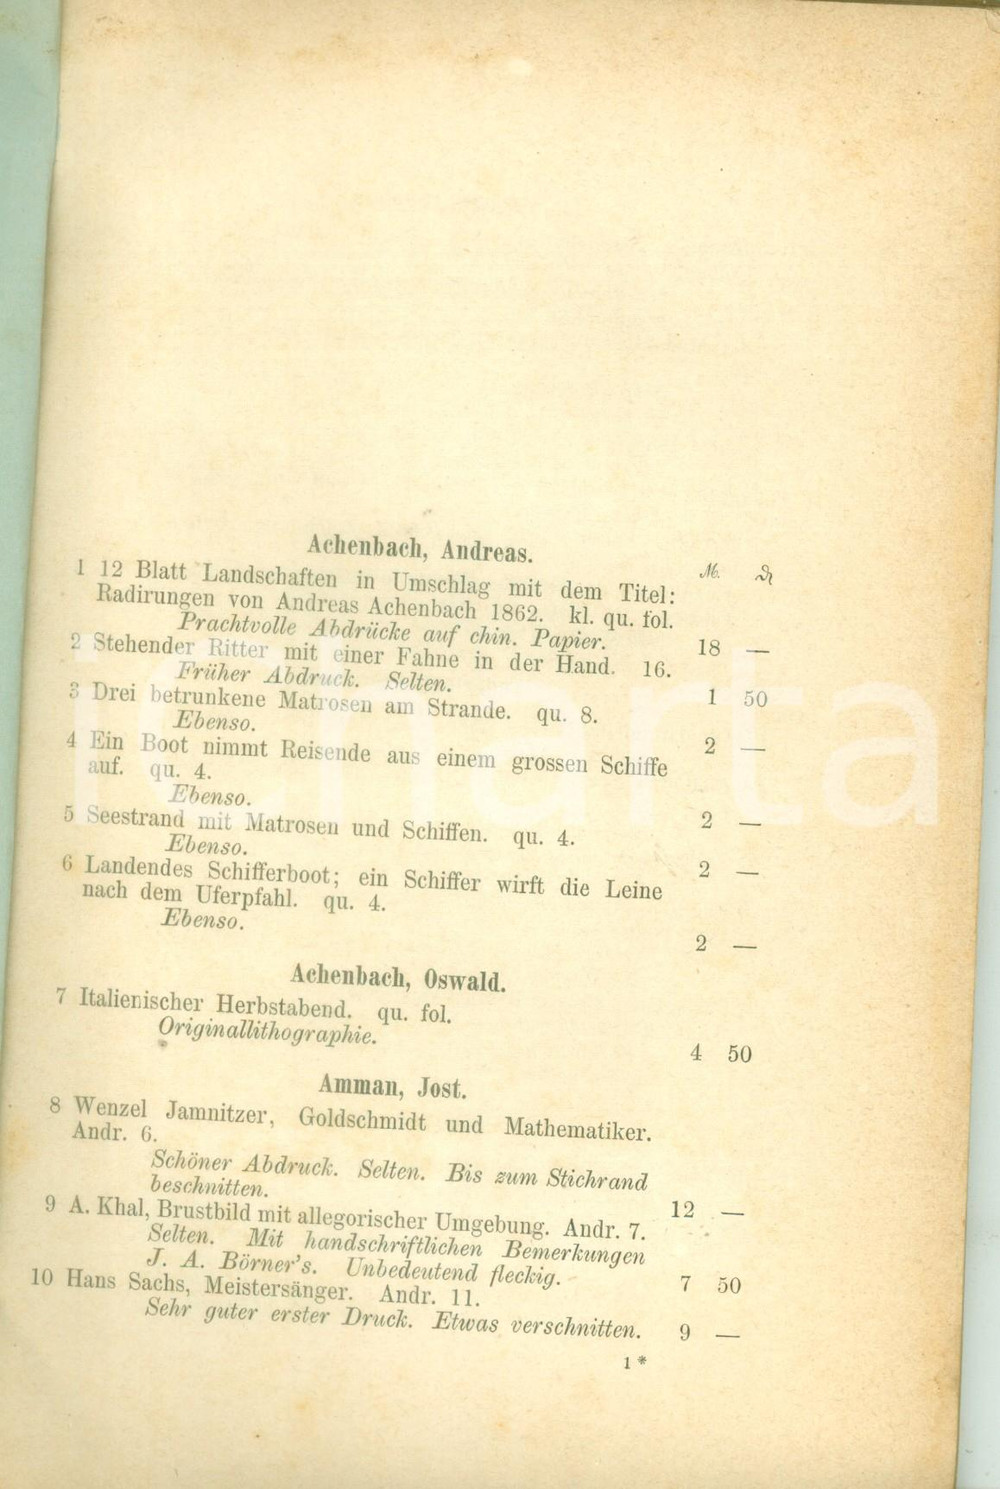 Achenbach, Andreas.
ℳ. ₰
1 12 Blatt Landschaften in Umschlag mit dem Titel:
Radirungen von Andreas Achenbach 1862. kl. qu. fol.
Prachtvolle Abdrücke auf chin. Papier. 18 —
2 Stehender Ritter mit einer Fahne in der Hand. 16.
Früher Abdruck. Selten. 1 50
3 Drei betrunkene Matrosen am Strande. qu. 8.
Ebenso. 2 —
4 Ein Boot nimmt Reisende aus einem grossen Schiffe
auf. qu. 4.
Ebenso. 2 —
5 Seestrand mit Matrosen und Schiffen. qu. 4.
Ebenso. 2 —
6 Landendes Schifferboot; ein Schiffer wirft die Leine
nach dem Uferpfahl. qu. 4.
Ebenso. 2 —
Achenbach, Oswald.
7 Italienischer Herbstabend. qu. fol.
Originallithographie. 4 50
Amman, Jost.
8 Wenzel Jamnitzer, Goldschmidt und Mathematiker.
Andr. 6.
Schöner Abdruck. Selten. Bis zum Stichrand
beschnitten. 12 —
9 A. Khal, Brustbild mit allegorischer Umgebung. Andr. 7.
Selten. Mit handschriftlichen Bemerkungen
J. A. Börner's. Unbedeutend fleckig. 7 50
10 Hans Sachs, Meistersänger. Andr. 11.
Sehr guter erster Druck. Etwas verschnitten. 9 —
1 *